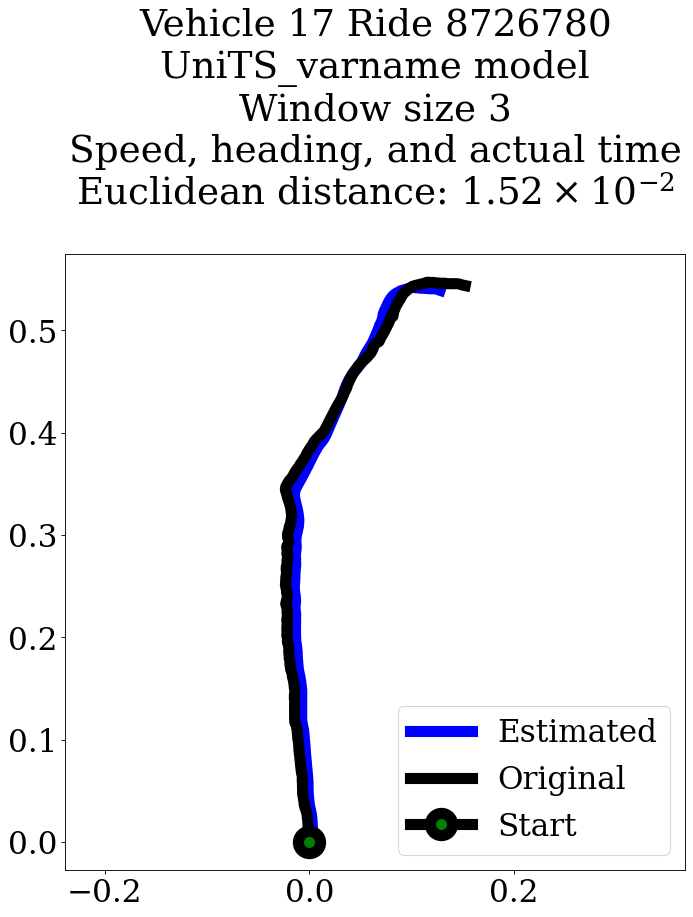 Vehicle 17 Ride 8726780
UniTS_varname model
Window size 3
Speed, heading, and actual time
Euclidean distance: 1.52 × 10⁻²
0.5
0.4
0.3
0.2
0.1
0.0
−0.2 0.0 0.2
Estimated
Original
Start